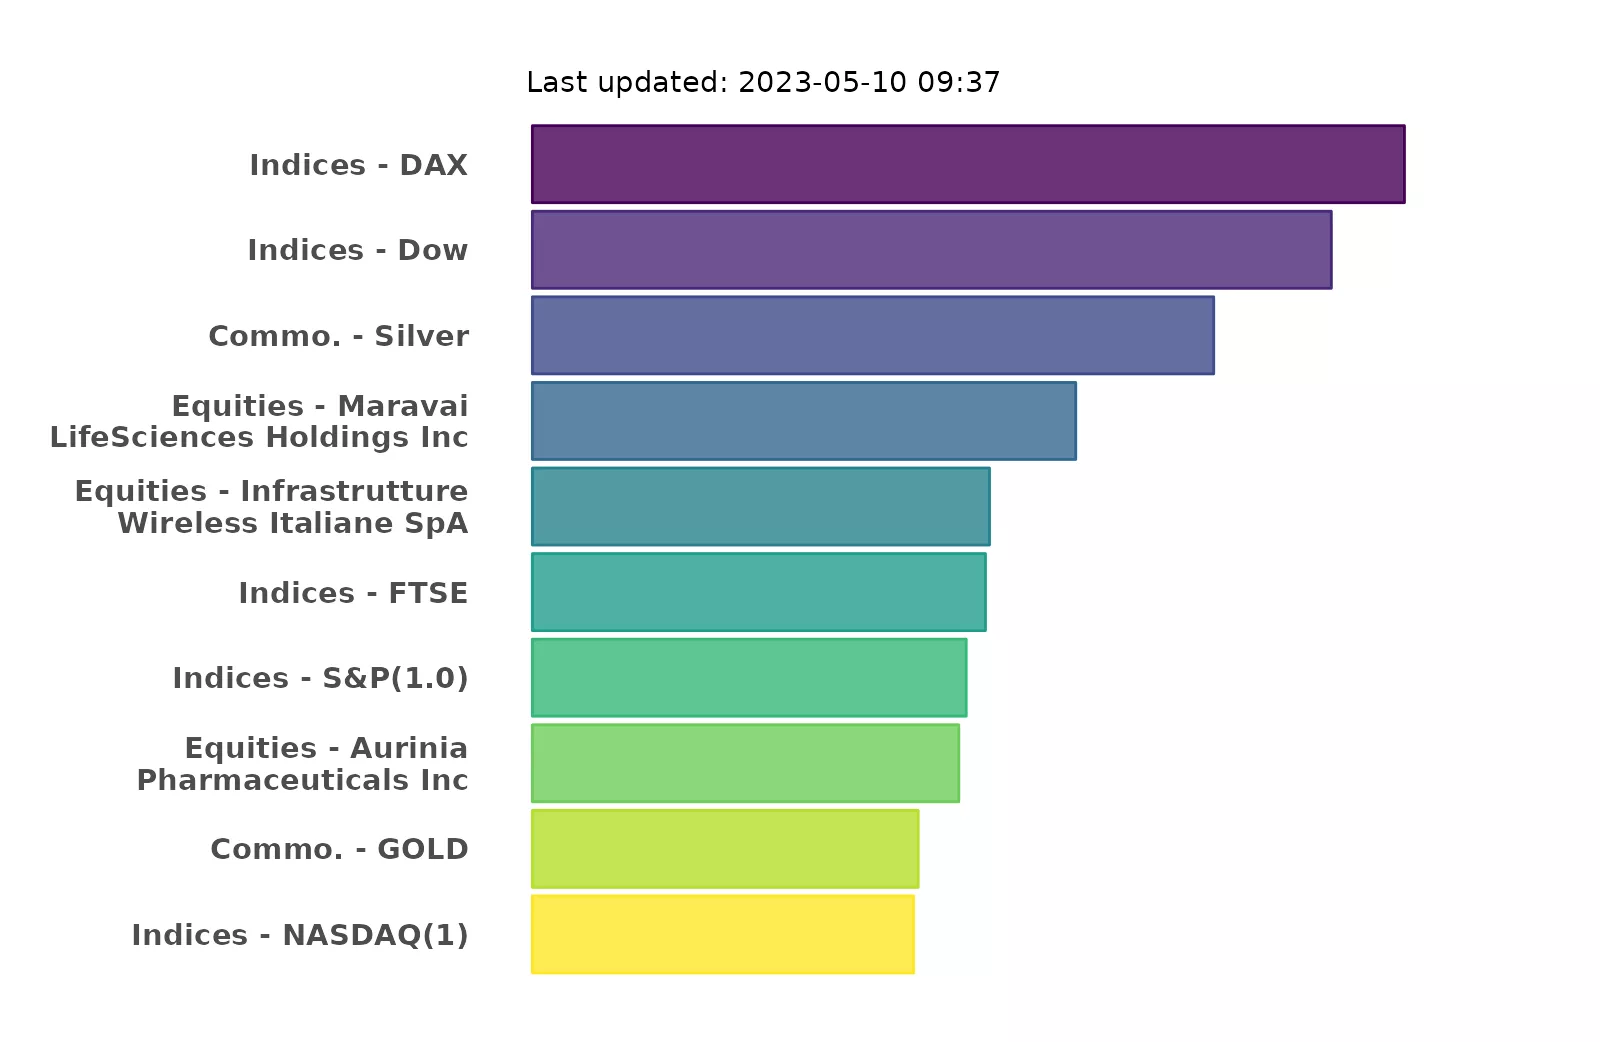 Last updated: 2023-05-10 09:37
Indices - DAX
Indices - Dow
Commo. - Silver
Equities - Maravai
LifeSciences Holdings Inc
Equities - Infrastrutture
Wireless Italiane SpA
Indices - FTSE
Indices - S&P(1.0)
Equities - Aurinia
Pharmaceuticals Inc
Commo. - GOLD
Indices - NASDAQ(1)